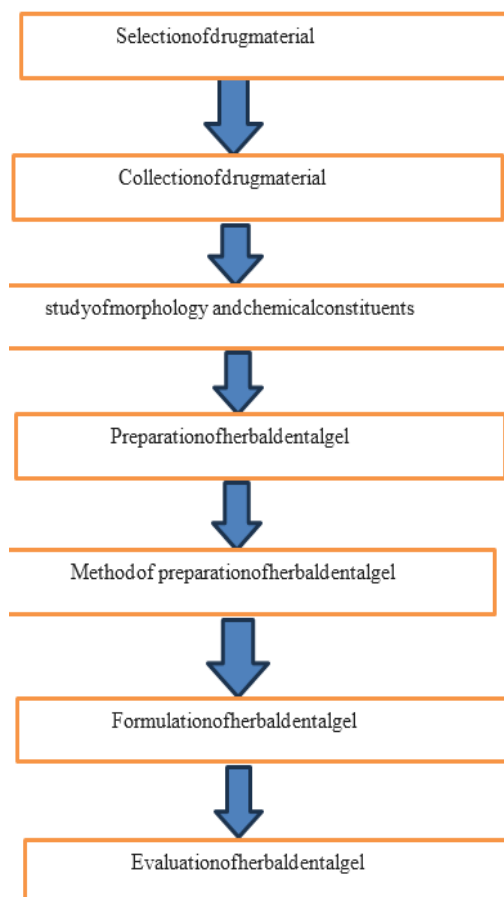 Selectionofdrugmaterial
Collectionofdrugmaterial
studyofmorphology andchemicalconstituents
Preparationofherbaldentalgel
Methodof preparationofherbaldentalgel
Formulationofherbaldentalgel
Evaluationofherbaldentalgel